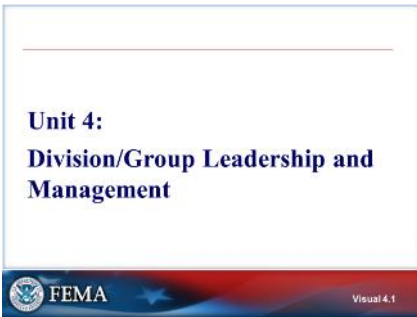 Unit 4:
Division/Group Leadership and
Management
FEMA
Visual 4.1